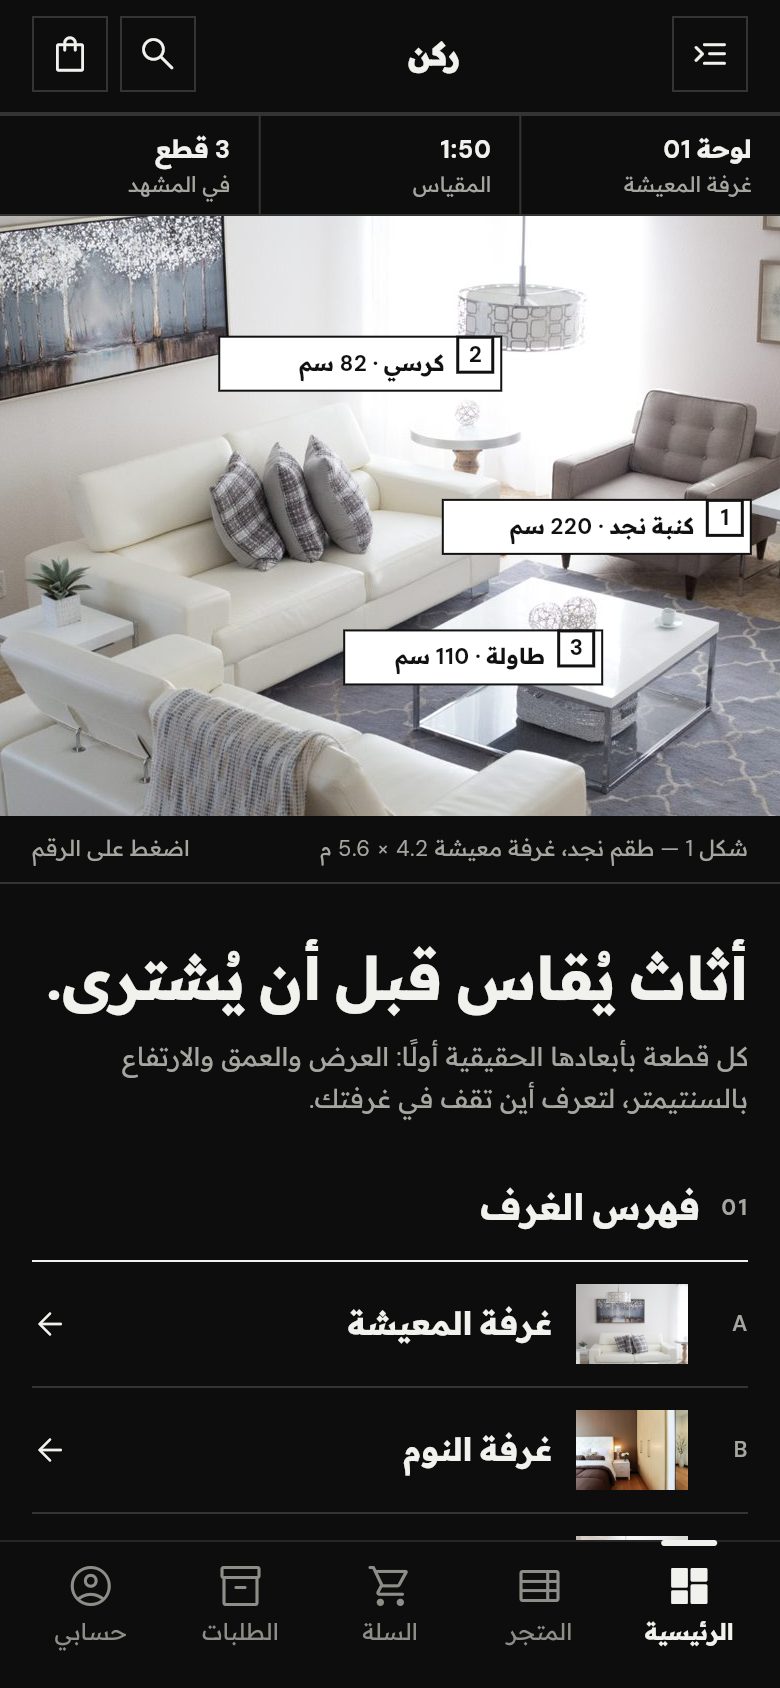 ركن
لوحة 01
غرفة المعيشة
1:50
المقياس
3 قطع
في المشهد
2 كرسي · 82 سم
1 كنبة نجد · 220 سم
3 طاولة · 110 سم
شكل 1 — طقم نجد، غرفة معيشة 4.2 × 5.6 م
اضغط على الرقم
أثاث يُقاس قبل أن يُشترى.
كل قطعة بأبعادها الحقيقية أولًا: العرض والعمق والارتفاع
بالسنتيمتر، لتعرف أين تقف في غرفتك.
01 فهرس الغرف
A غرفة المعيشة
B غرفة النوم
الرئيسية
المتجر
السلة
الطلبات
حسابي